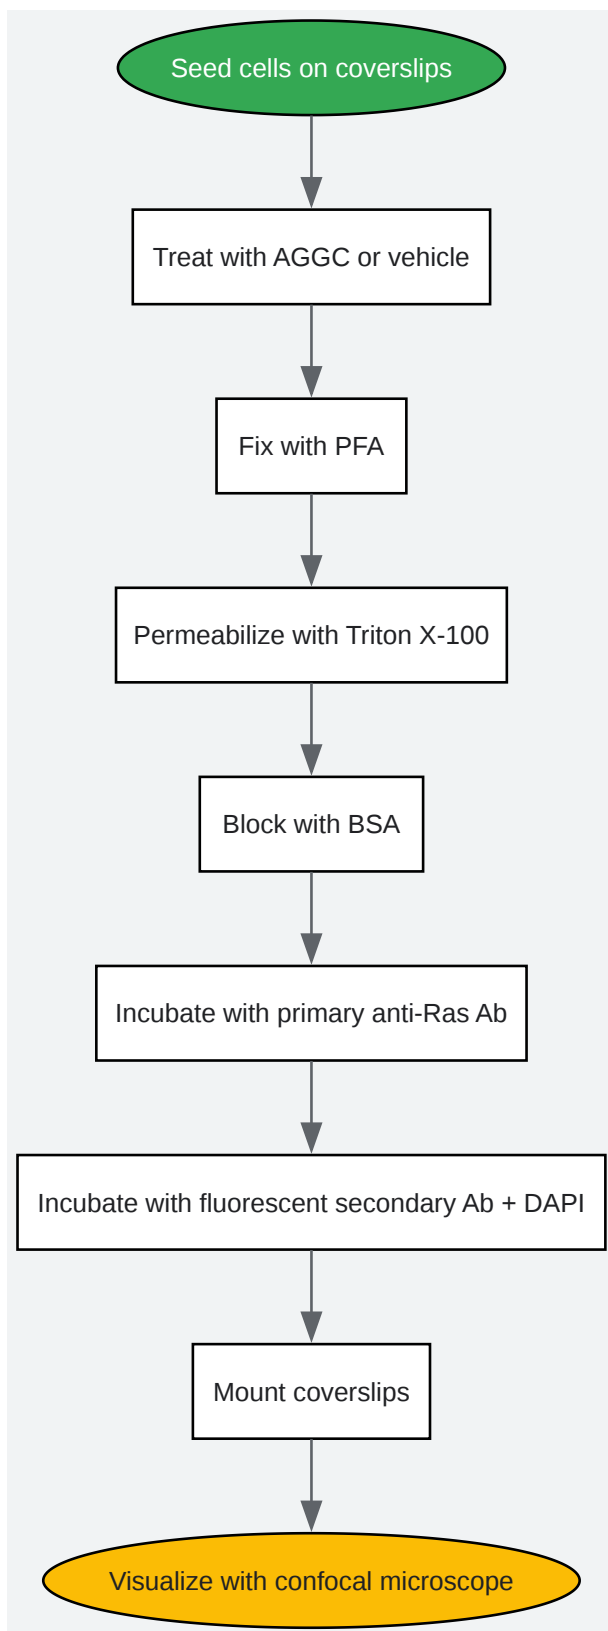 Seed cells on coverslips
Treat with AGGC or vehicle
Fix with PFA
Permeabilize with Triton X-100
Block with BSA
Incubate with primary anti-Ras Ab
Incubate with fluorescent secondary Ab + DAPI
Mount coverslips
Visualize with confocal microscope